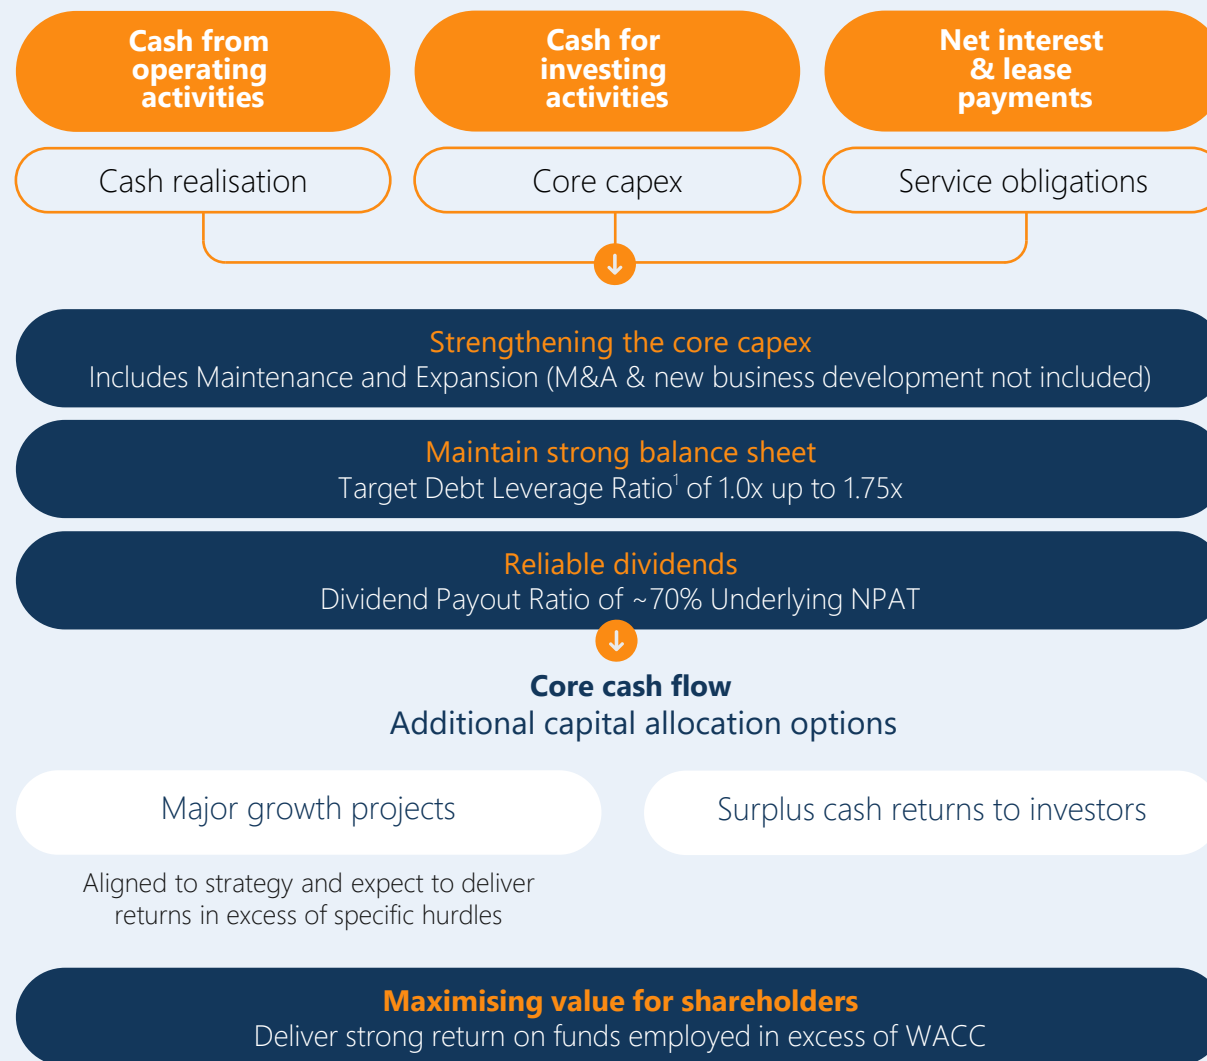 Cash from
operating
activities
Cash for
investing
activities
Net interest
& lease
payments
Cash realisation
Core capex
Service obligations
Strengthening the core capex
Includes Maintenance and Expansion (M&A & new business development not included)
Maintain strong balance sheet
Target Debt Leverage Ratio¹ of 1.0x up to 1.75x
Reliable dividends
Dividend Payout Ratio of ~70% Underlying NPAT
Core cash flow
Additional capital allocation options
Major growth projects
Surplus cash returns to investors
Aligned to strategy and expect to deliver
returns in excess of specific hurdles
Maximising value for shareholders
Deliver strong return on funds employed in excess of WACC